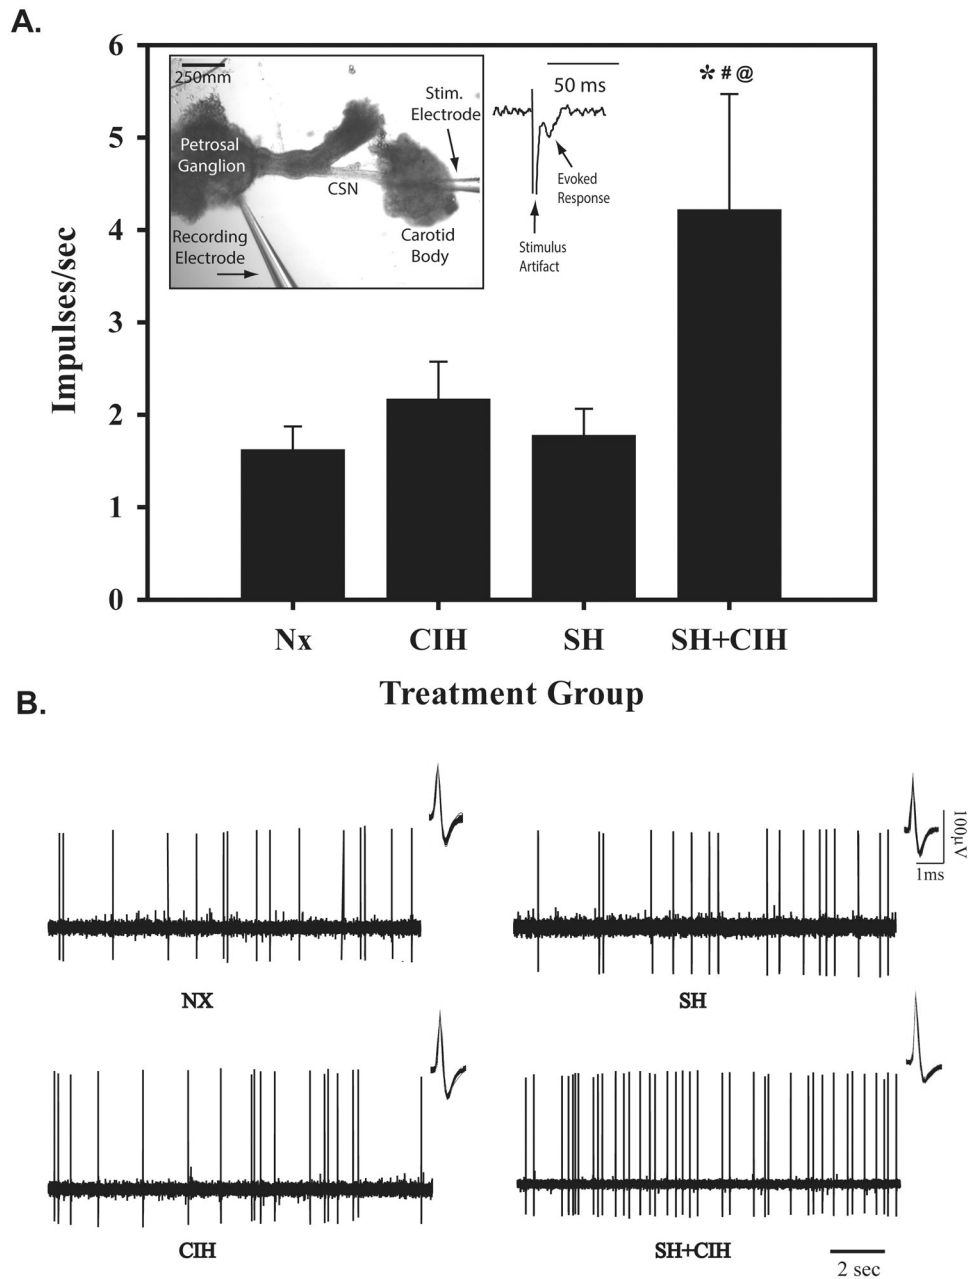 A.
6
5
4
3
2
1
0
Impulses/sec
250mm
Petrosal
Ganglion
Stim.
Electrode
CSN
Recording
Electrode
Carotid
Body
50 ms
Evoked
Response
Stimulus
Artifact
* # @
Nx CIH SH SH+CIH
Treatment Group
B.
100µV
1ms
NX
SH
CIH
SH+CIH
2 sec